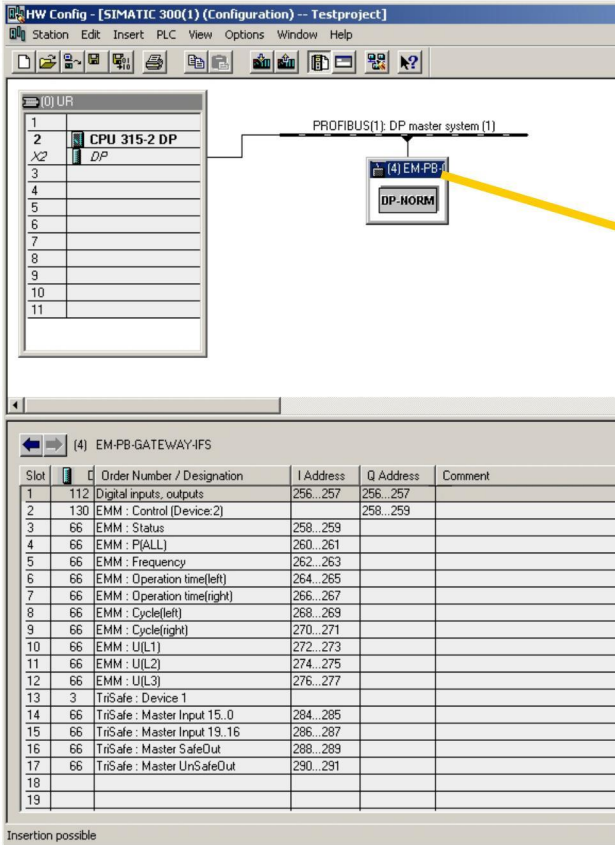 HW Config - [SIMATIC 300(1) (Configuration) -- Testproject]
Station Edit Insert PLC View Options Window Help
(0) UR
1
2 CPU 315-2 DP
X2 DP
3
4
5
6
7
8
9
10
11
PROFIBUS(1): DP master system (1)
(4) EM-PB-
DP-NORM
(4) EM-PB-GATEWAY-IFS
Slot D Order Number / Designation I Address Q Address Comment
1 112 Digital inputs, outputs 256...257 256...257
2 130 EMM : Control (Device:2) 258...259
3 66 EMM : Status 258...259
4 66 EMM : P(ALL) 260...261
5 66 EMM : Frequency 262...263
6 66 EMM : Operation time(left) 264...265
7 66 EMM : Operation time(right) 266...267
8 66 EMM : Cycle(left) 268...269
9 66 EMM : Cycle(right) 270...271
10 66 EMM : U(L1) 272...273
11 66 EMM : U(L2) 274...275
12 66 EMM : U(L3) 276...277
13 3 TriSafe : Device 1
14 66 TriSafe : Master Input 15..0 284...285
15 66 TriSafe : Master Input 19..16 286...287
16 66 TriSafe : Master SafeOut 288...289
17 66 TriSafe : Master UnSafeOut 290...291
18
19
Insertion possible